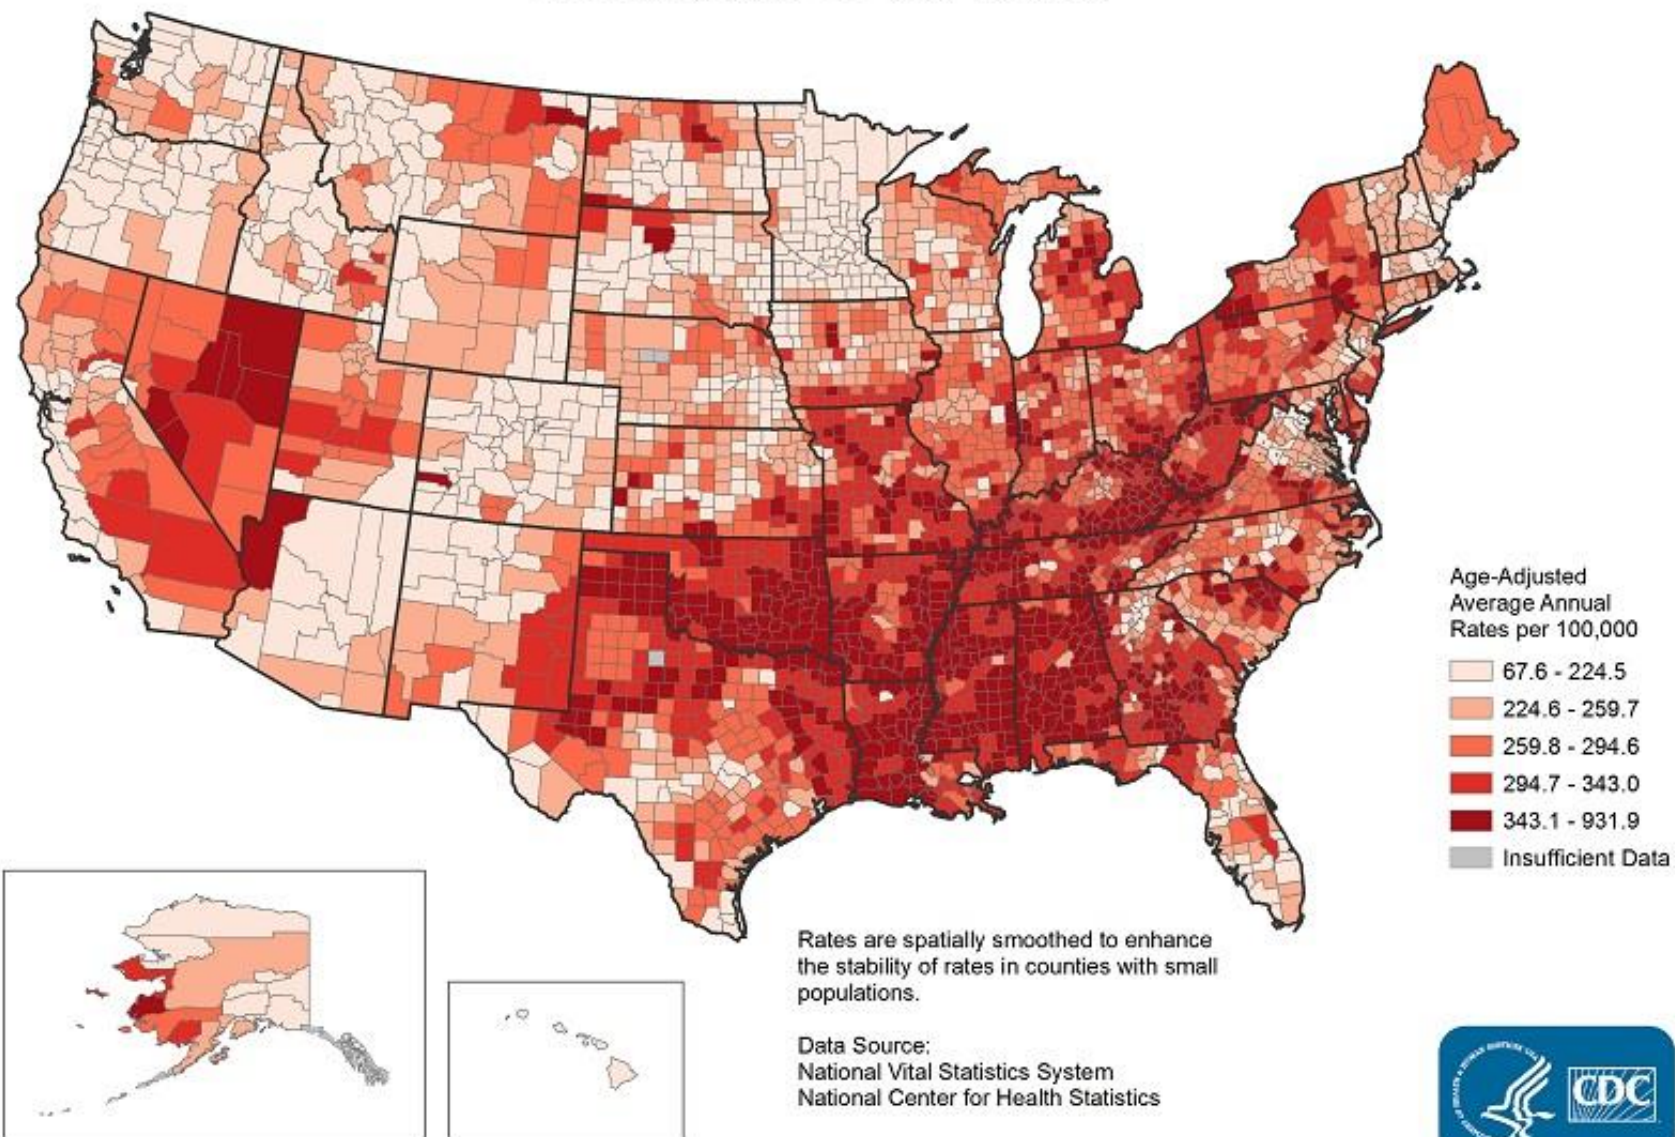 Age-Adjusted
Average Annual
Rates per 100,000
67.6 - 224.5
224.6 - 259.7
259.8 - 294.6
294.7 - 343.0
343.1 - 931.9
Insufficient Data
Rates are spatially smoothed to enhance
the stability of rates in counties with small
populations.
Data Source:
National Vital Statistics System
National Center for Health Statistics
CDC